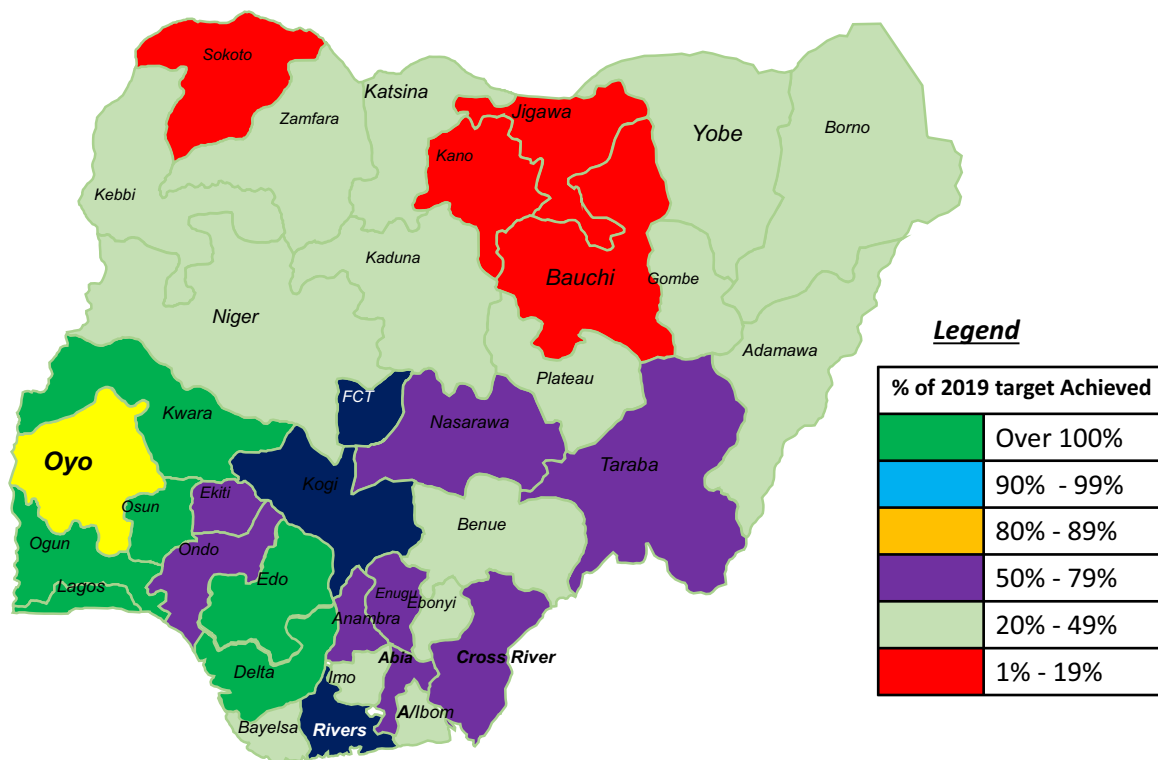 Sokoto
Katsina
Zamfara
Jigawa
Yobe
Borno
Kano
Kebbi
Kaduna
Bauchi
Gombe
Niger
Adamawa
Plateau
FCT
Kwara
Nasarawa
Oyo
Taraba
Kogi
Ekiti
Osun
Benue
Ogun
Ondo
Lagos
Edo
Enugu
Ebonyi
Anambra
Delta
Imo
Abia
Cross River
A/Ibom
Bayelsa
Rivers
Legend
% of 2019 target Achieved
Over 100%
90% - 99%
80% - 89%
50% - 79%
20% - 49%
1% - 19%